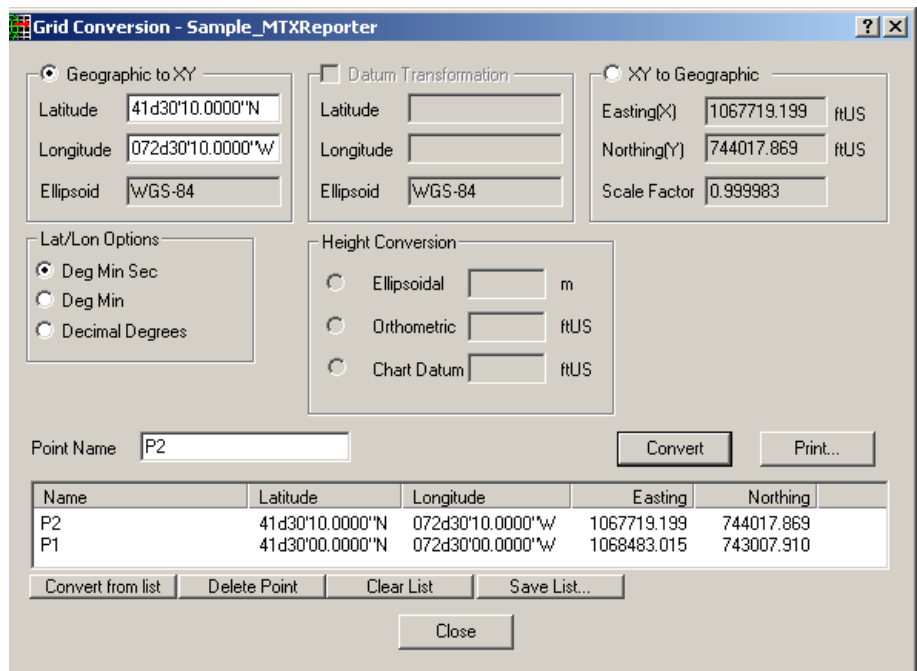 Grid Conversion - Sample_MTXReporter
Geographic to XY
Latitude 41d30'10.0000"N
Longitude 072d30'10.0000"W
Ellipsoid WGS-84
Datum Transformation
Latitude
Longitude
Ellipsoid WGS-84
XY to Geographic
Easting(X) 1067719.199 ftUS
Northing(Y) 744017.869 ftUS
Scale Factor 0.999983
Lat/Lon Options
Deg Min Sec
Deg Min
Decimal Degrees
Height Conversion
Ellipsoidal m
Orthometric ftUS
Chart Datum ftUS
Point Name P2
Convert Print...
Name Latitude Longitude Easting Northing
P2 41d30'10.0000"N 072d30'10.0000"W 1067719.199 744017.869
P1 41d30'00.0000"N 072d30'00.0000"W 1068483.015 743007.910
Convert from list Delete Point Clear List Save List...
Close